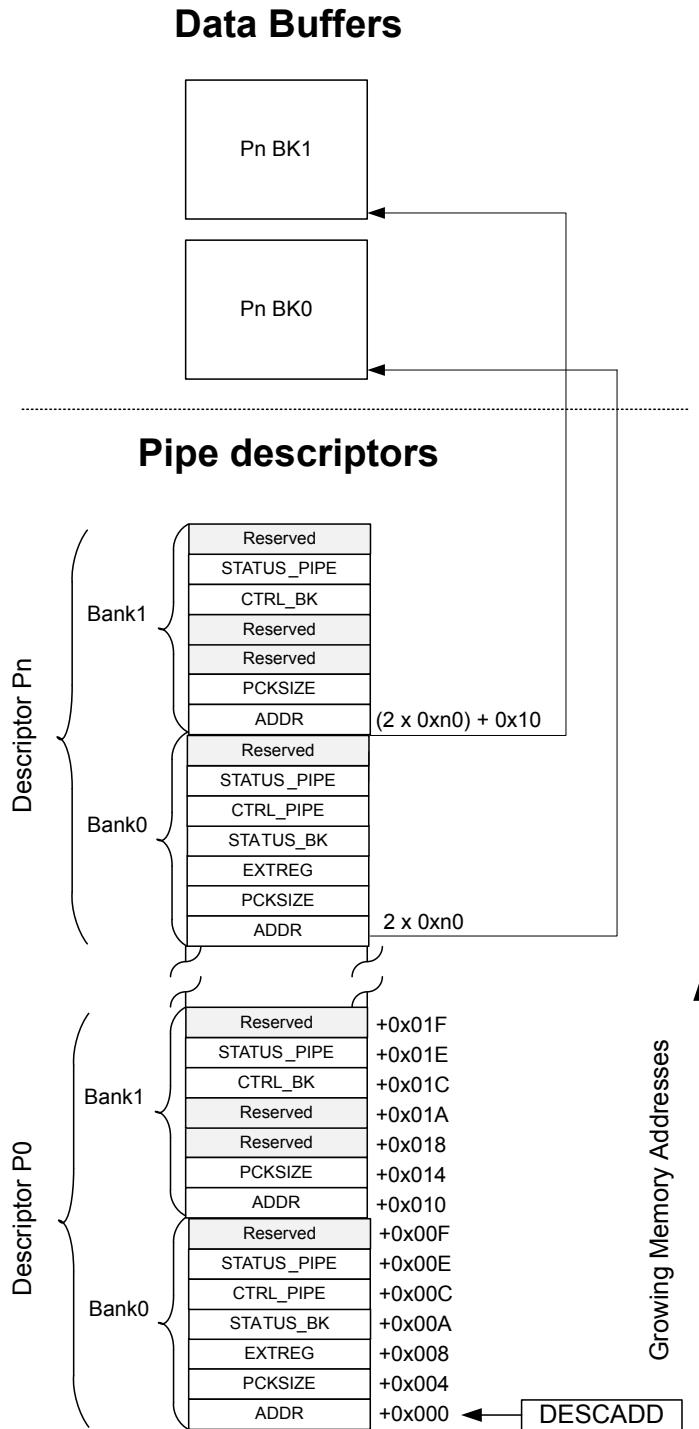 Data Buffers
Pn BK1
Pn BK0
Pipe descriptors
Descriptor Pn
Bank1
Reserved
STATUS_PIPE
CTRL_BK
Reserved
Reserved
PCKSIZE
ADDR (2 x 0xn0) + 0x10
Bank0
Reserved
STATUS_PIPE
CTRL_PIPE
STATUS_BK
EXTREG
PCKSIZE
ADDR 2 x 0xn0
Descriptor P0
Bank1
Reserved +0x01F
STATUS_PIPE +0x01E
CTRL_BK +0x01C
Reserved +0x01A
Reserved +0x018
PCKSIZE +0x014
ADDR +0x010
Bank0
Reserved +0x00F
STATUS_PIPE +0x00E
CTRL_PIPE +0x00C
STATUS_BK +0x00A
EXTREG +0x008
PCKSIZE +0x004
ADDR +0x000 DESCADD
Growing Memory Addresses